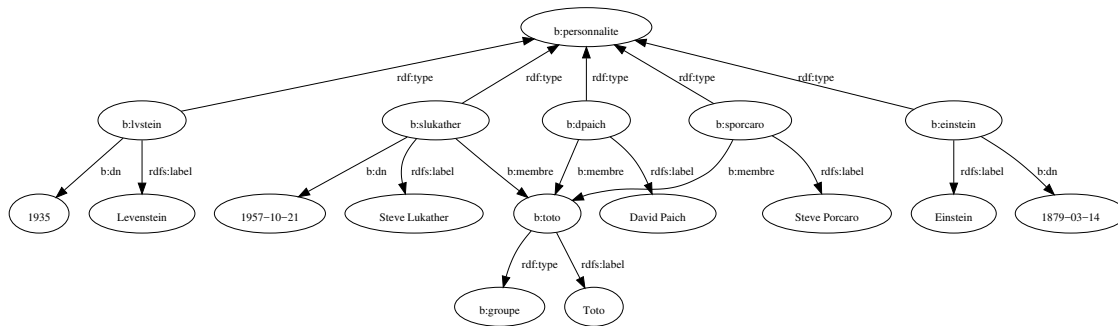 b:personnalite
rdf:type rdf:type rdf:type rdf:type rdf:type
b:lvstein b:slukather b:dpaich b:sporcaro b:einstein
b:dn rdfs:label b:dn rdfs:label b:membre b:membre rdfs:label b:membre rdfs:label rdfs:label b:dn
1935 Levenstein 1957−10−21 Steve Lukather b:toto David Paich Steve Porcaro Einstein 1879−03−14
rdf:type rdfs:label
b:groupe Toto